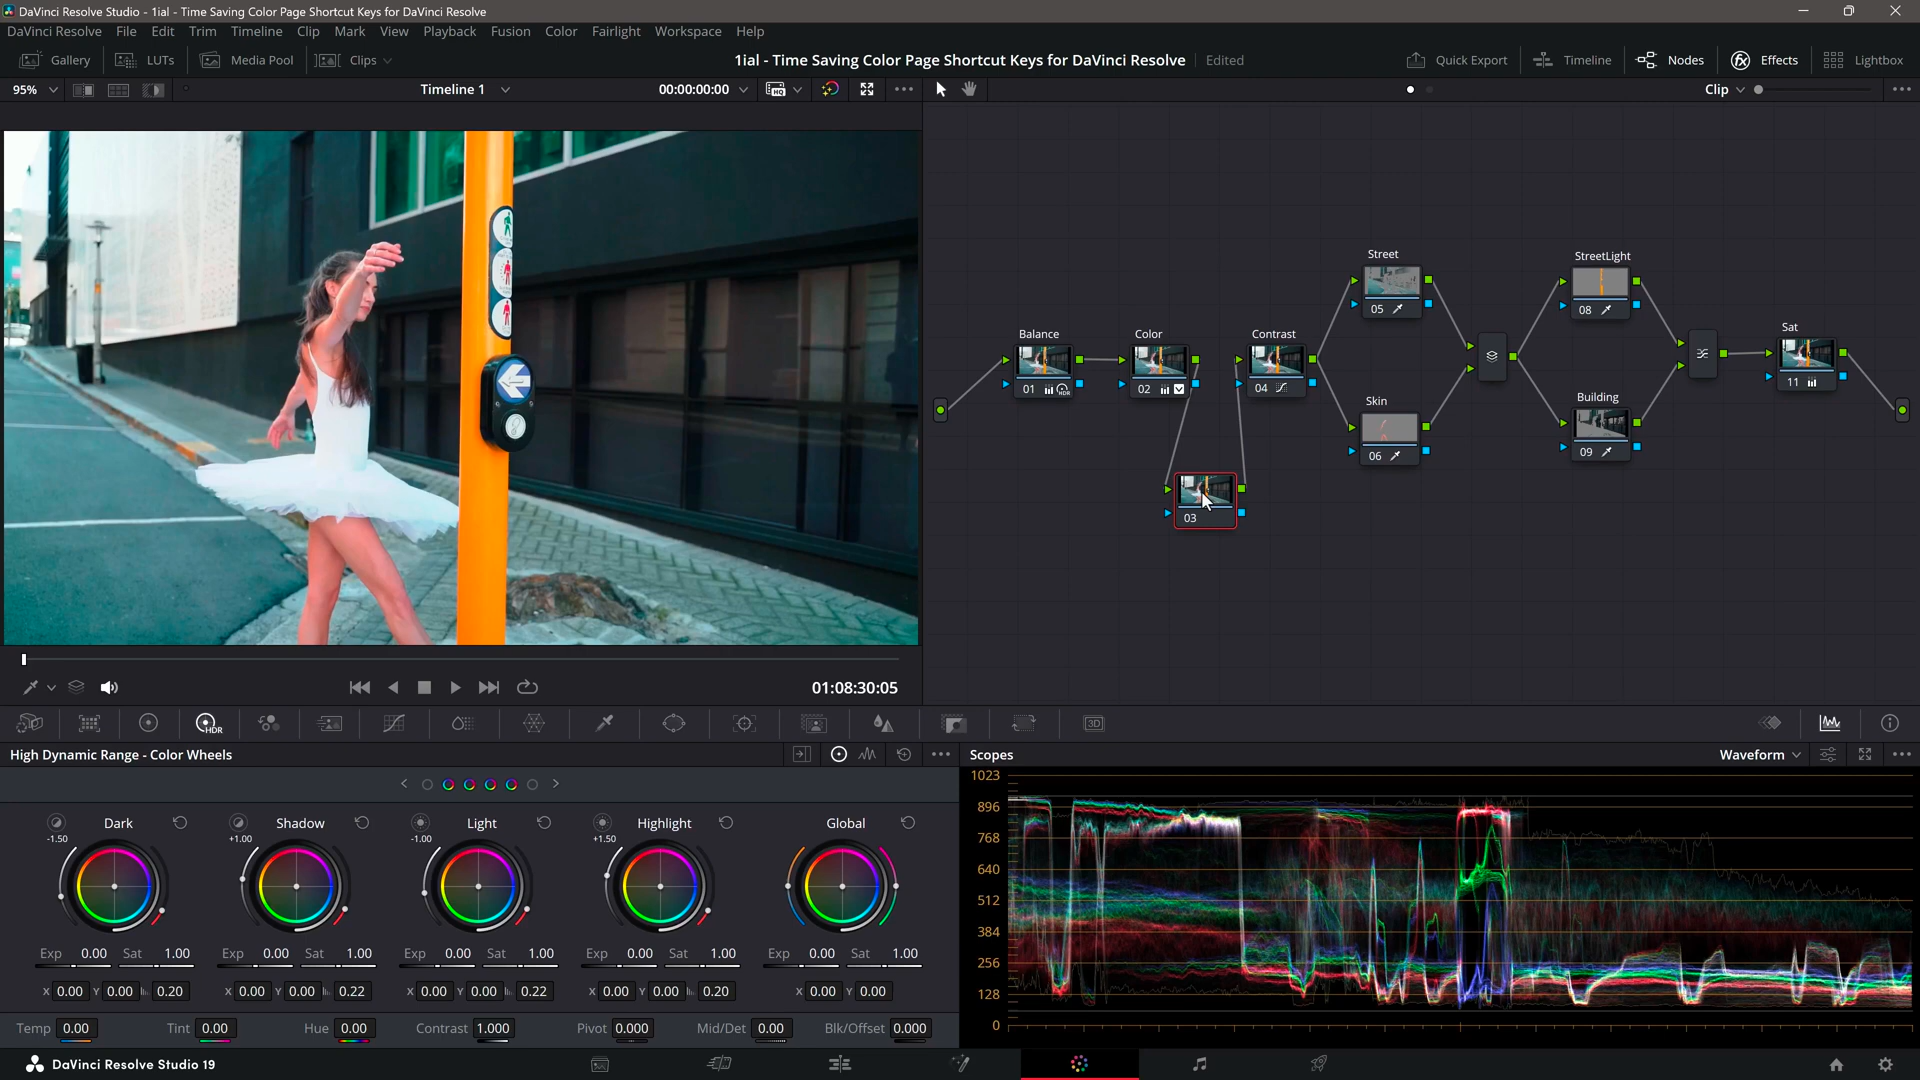 DaVinci Resolve Studio - 1ial - Time Saving Color Page Shortcut Keys for DaVinci Resolve
DaVinci Resolve File Edit Trim Timeline Clip Mark View Playback Fusion Color Fairlight Workspace Help
Gallery LUTs Media Pool Clips 1ial - Time Saving Color Page Shortcut Keys for DaVinci Resolve Edited Quick Export Timeline Nodes Effects Lightbox
95% Timeline 1 00:00:00:00 HQ Clip
Street StreetLight
05 08
Balance Color Contrast Sat
01 HDR 02 04 11
Skin Building
06 09
03
01:08:30:05
HDR 3D
High Dynamic Range - Color Wheels Scopes Waveform
Dark Shadow Light Highlight Global
-1.50 +1.00 -1.00 +1.50
Exp 0.00 Sat 1.00 Exp 0.00 Sat 1.00 Exp 0.00 Sat 1.00 Exp 0.00 Sat 1.00 Exp 0.00 Sat 1.00
X 0.00 Y 0.00 0.20 X 0.00 Y 0.00 0.22 X 0.00 Y 0.00 0.22 X 0.00 Y 0.00 0.20 X 0.00 Y 0.00
Temp 0.00 Tint 0.00 Hue 0.00 Contrast 1.000 Pivot 0.000 Mid/Det 0.00 Blk/Offset 0.000
1023
896
768
640
512
384
256
128
0
DaVinci Resolve Studio 19